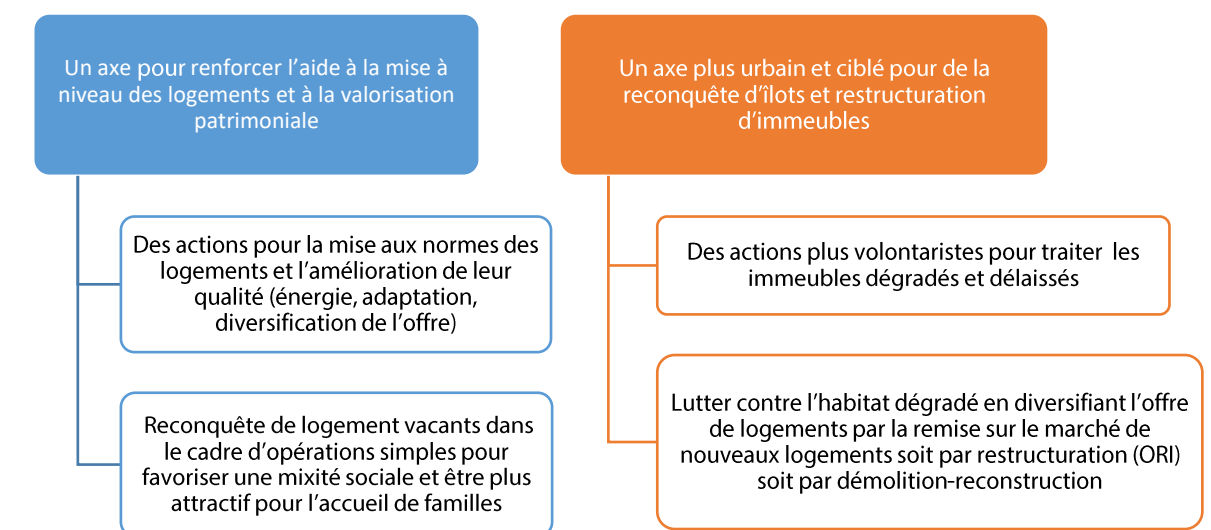 Un axe pour renforcer l’aide à la mise à
niveau des logements et à la valorisation
patrimoniale
Des actions pour la mise aux normes des
logements et l’amélioration de leur
qualité (énergie, adaptation,
diversification de l’offre)
Reconquête de logement vacants dans
le cadre d’opérations simples pour
favoriser une mixité sociale et être plus
attractif pour l’accueil de familles
Un axe plus urbain et ciblé pour de la
reconquête d’îlots et restructuration
d’immeubles
Des actions plus volontaristes pour traiter les
immeubles dégradés et délaissés
Lutter contre l’habitat dégradé en diversifiant l’offre
de logements par la remise sur le marché de
nouveaux logements soit par restructuration (ORI)
soit par démolition-reconstruction